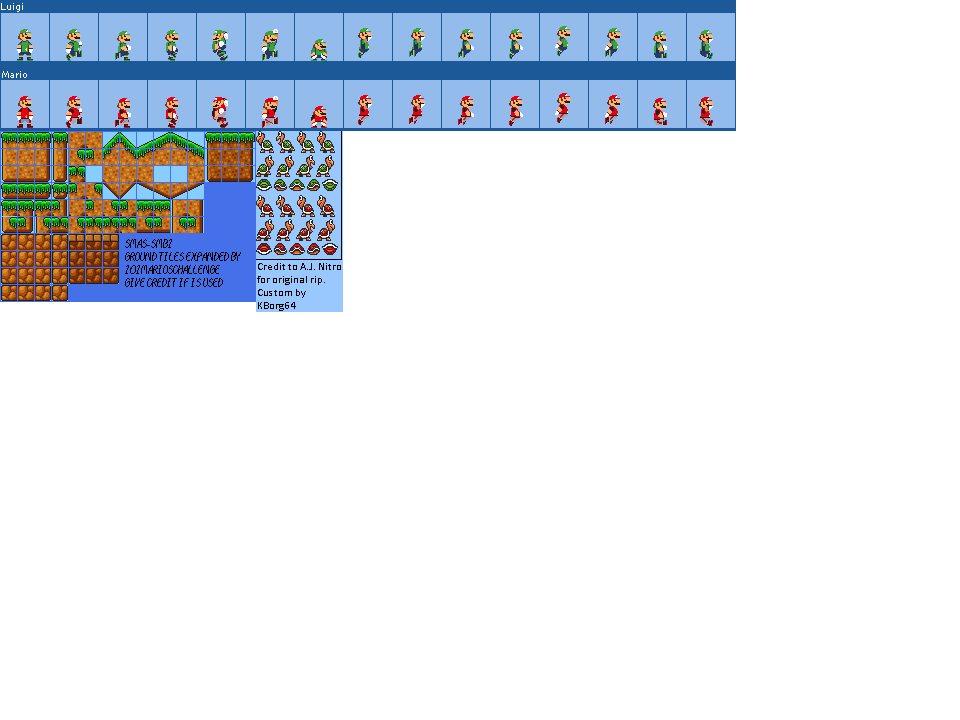 Luigi
Mario
SMAS-SMB2
GROUND TILES EXPANDED BY
202MARIOSCHALLENGE
GIVE CREDIT IF IS USED
Credit to A.J. Nitro
for original rip.
Custom by
KBorg64